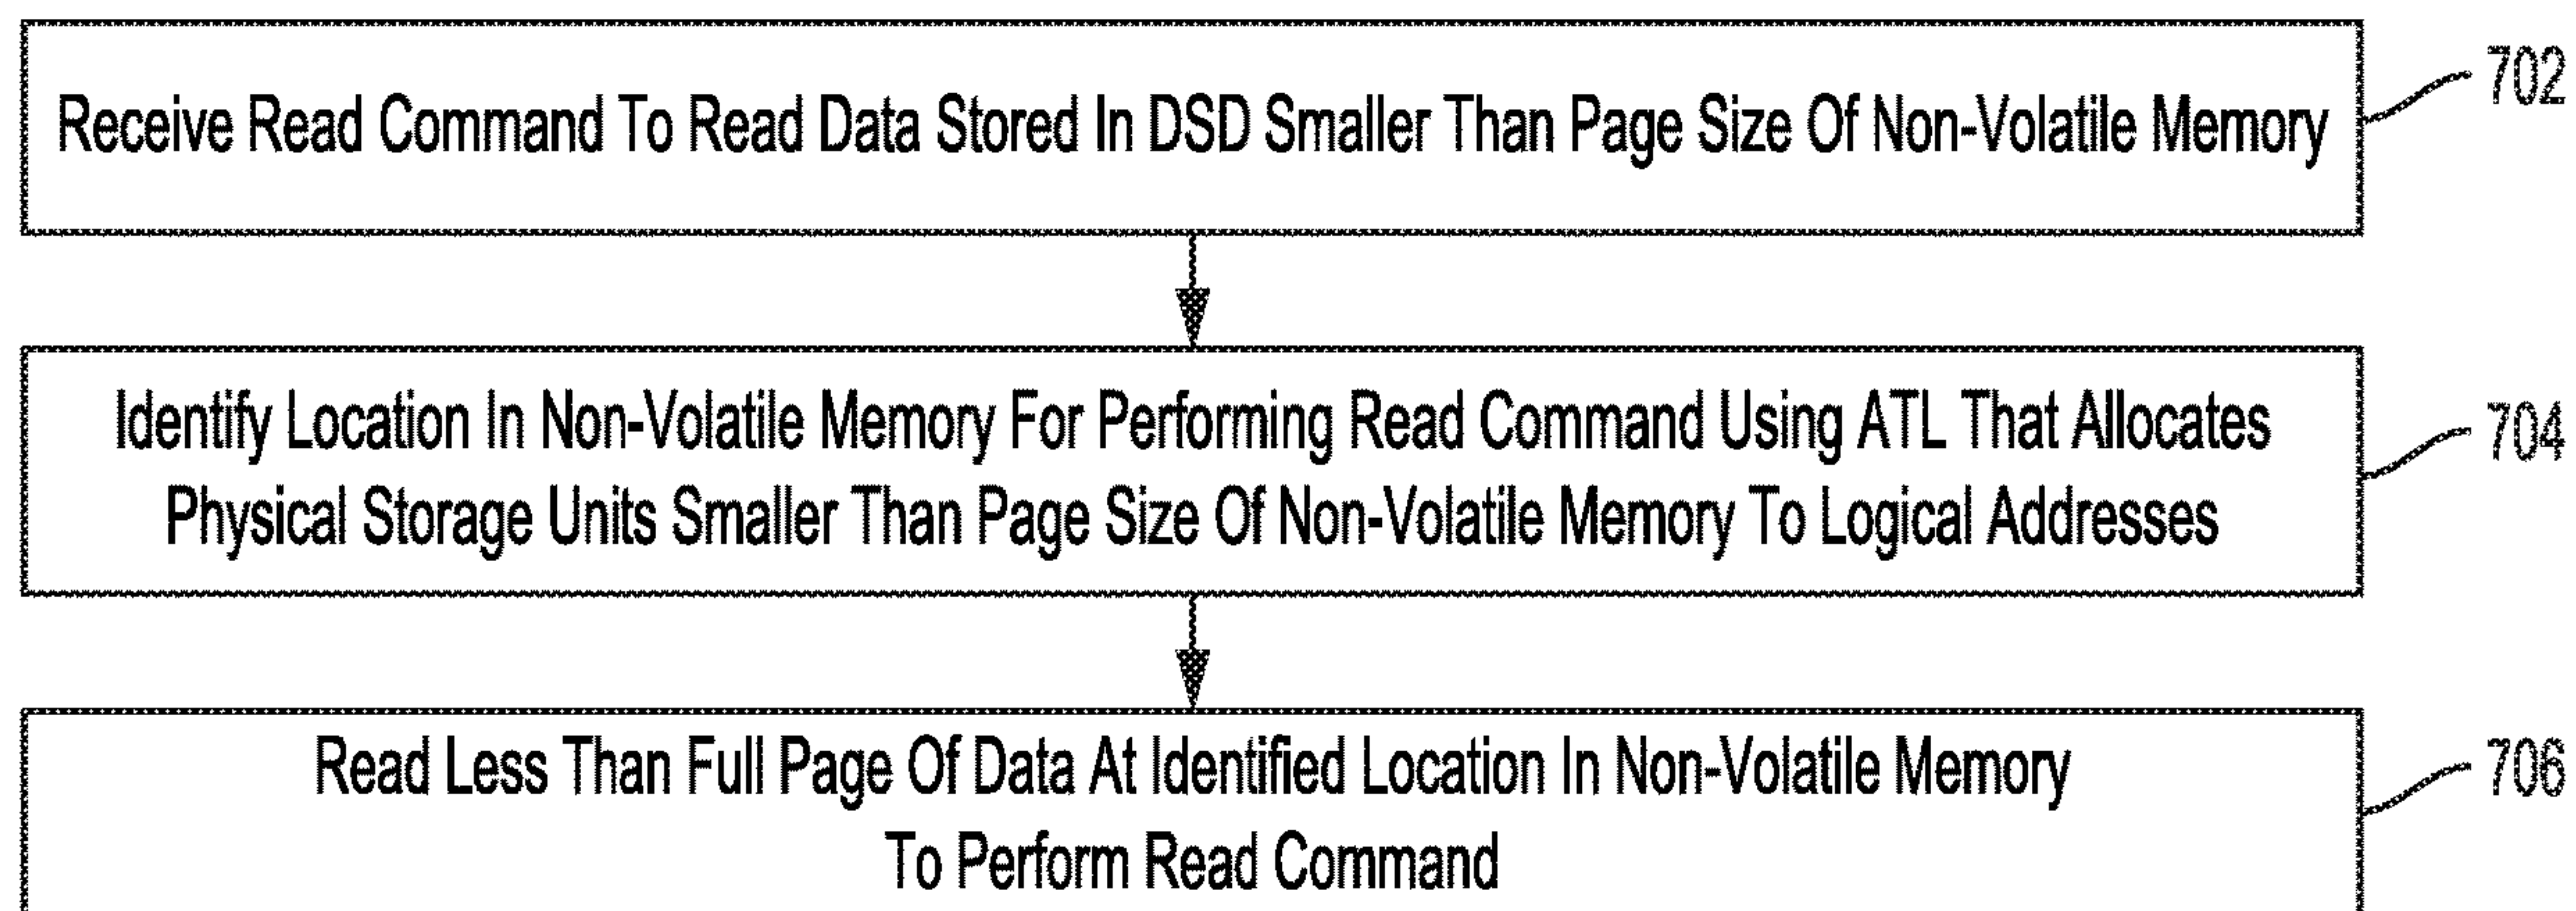 Receive Read Command To Read Data Stored In DSD Smaller Than Page Size Of Non-Volatile Memory
702
Identify Location In Non-Volatile Memory For Performing Read Command Using ATL That Allocates
Physical Storage Units Smaller Than Page Size Of Non-Volatile Memory To Logical Addresses
704
Read Less Than Full Page Of Data At Identified Location In Non-Volatile Memory
To Perform Read Command
706